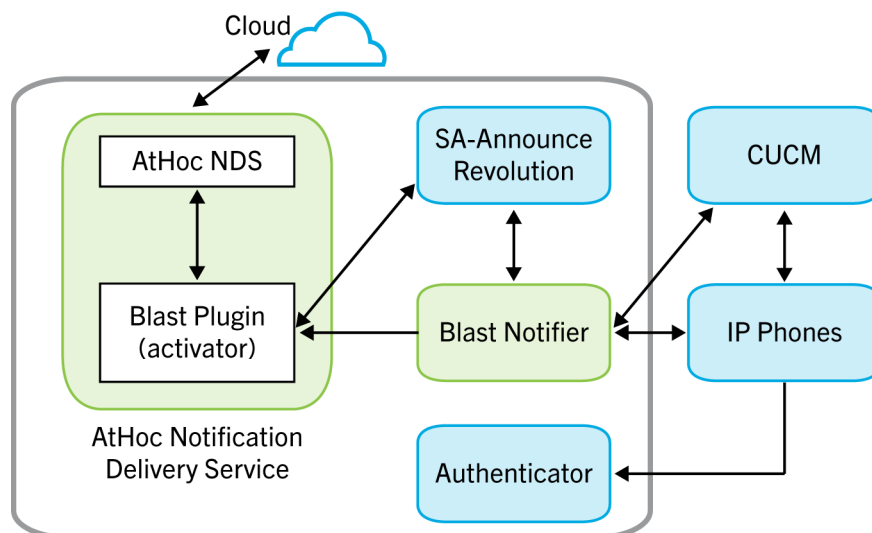 Cloud
AtHoc NDS
SA-Announce
Revolution
CUCM
Blast Plugin
(activator)
Blast Notifier
IP Phones
AtHoc Notification
Delivery Service
Authenticator